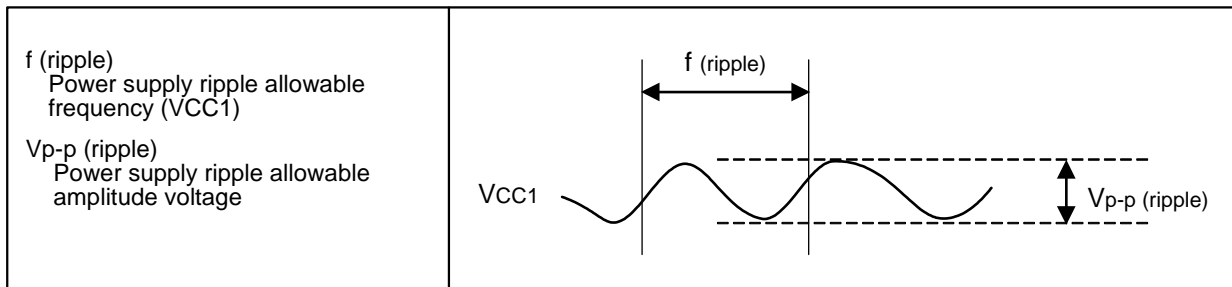 f (ripple)
Power supply ripple allowable
frequency (VCC1)
Vp-p (ripple)
Power supply ripple allowable
amplitude voltage
f (ripple)
VCC1
Vp-p (ripple)